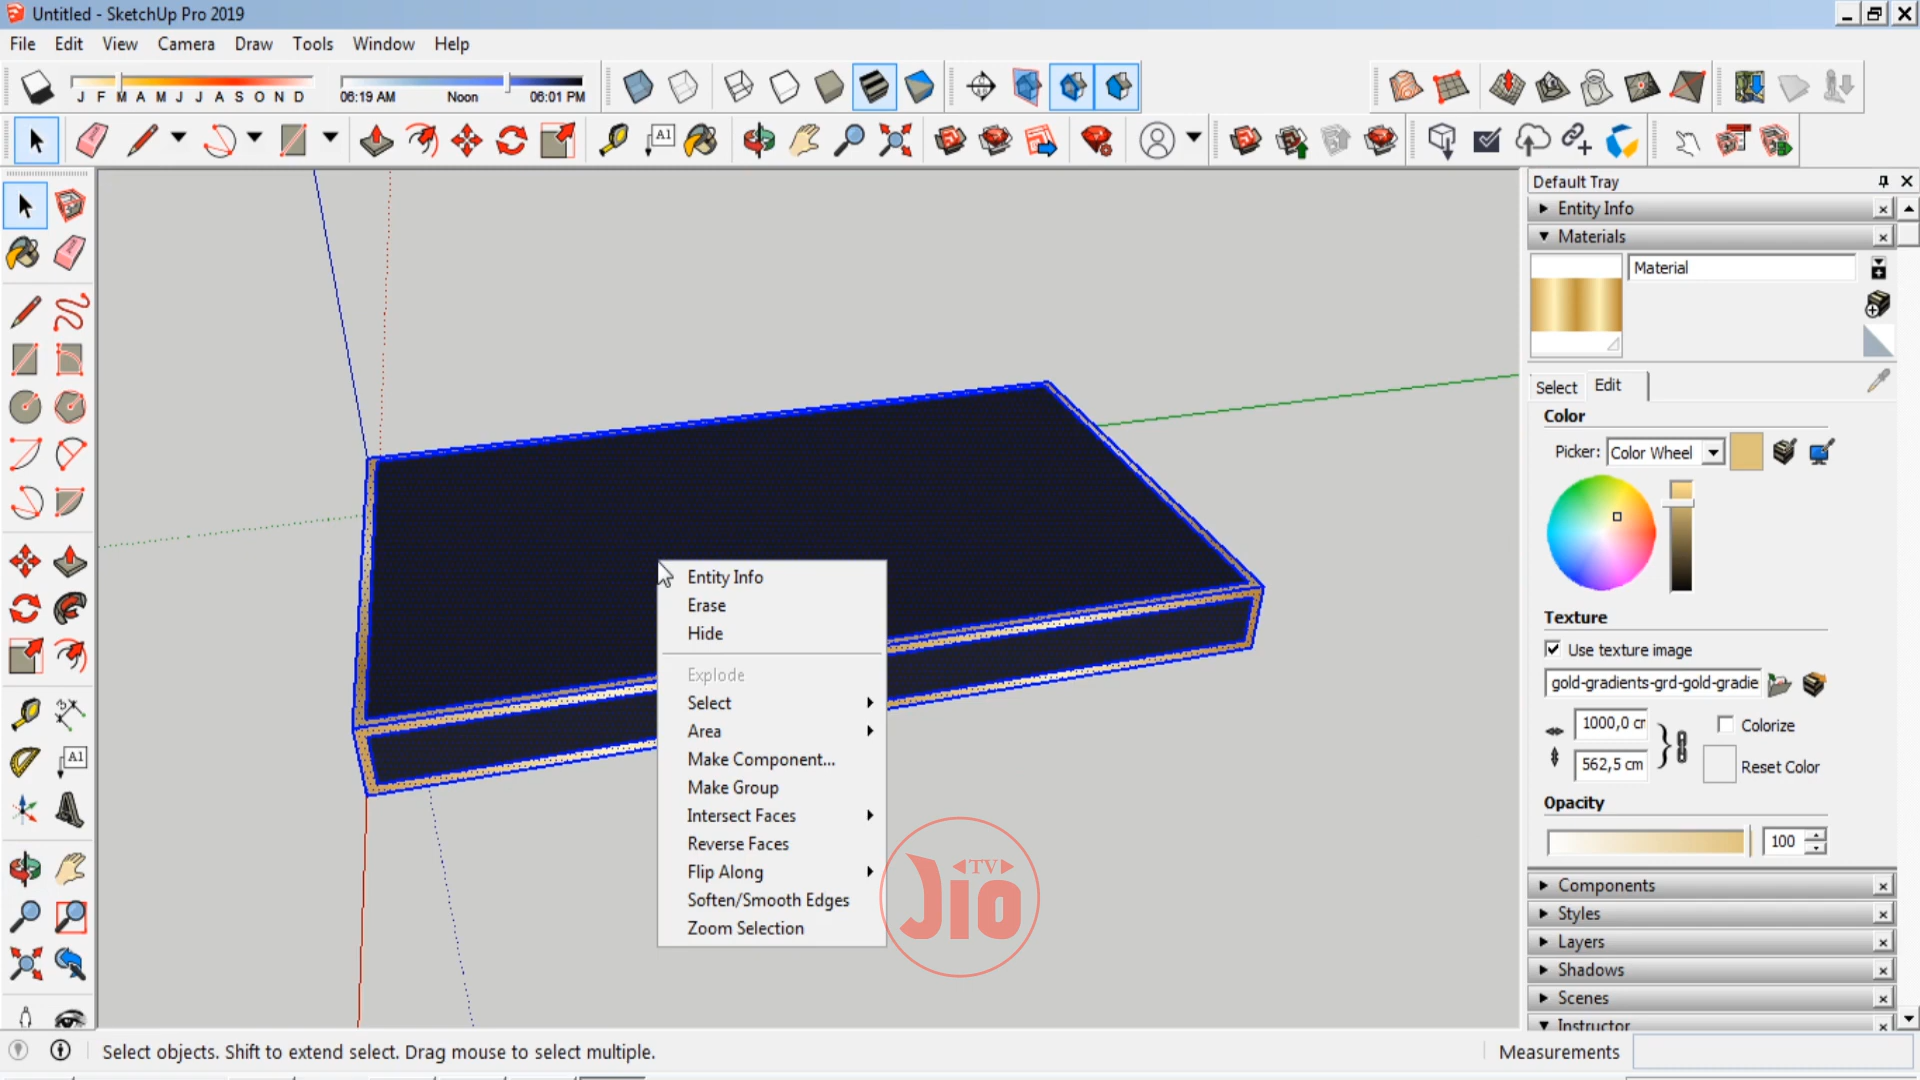 Untitled - SketchUp Pro 2019
File Edit View Camera Draw Tools Window Help
J F M A M J J A S O N D
06:19 AM Noon 06:01 PM
A1
Default Tray
Entity Info
Materials
Material
Select Edit
Color
Picker: Color Wheel
Texture
Use texture image
gold-gradients-grd-gold-gradie
1000,0 cr
Colorize
562,5 cm
Reset Color
Opacity
100
Components
Styles
Layers
Shadows
Scenes
Instructor
A1
Entity Info
Erase
Hide
Explode
Select
Area
Make Component...
Make Group
Intersect Faces
Reverse Faces
Flip Along
Soften/Smooth Edges
Zoom Selection
TV
Jio
Select objects. Shift to extend select. Drag mouse to select multiple.
Measurements